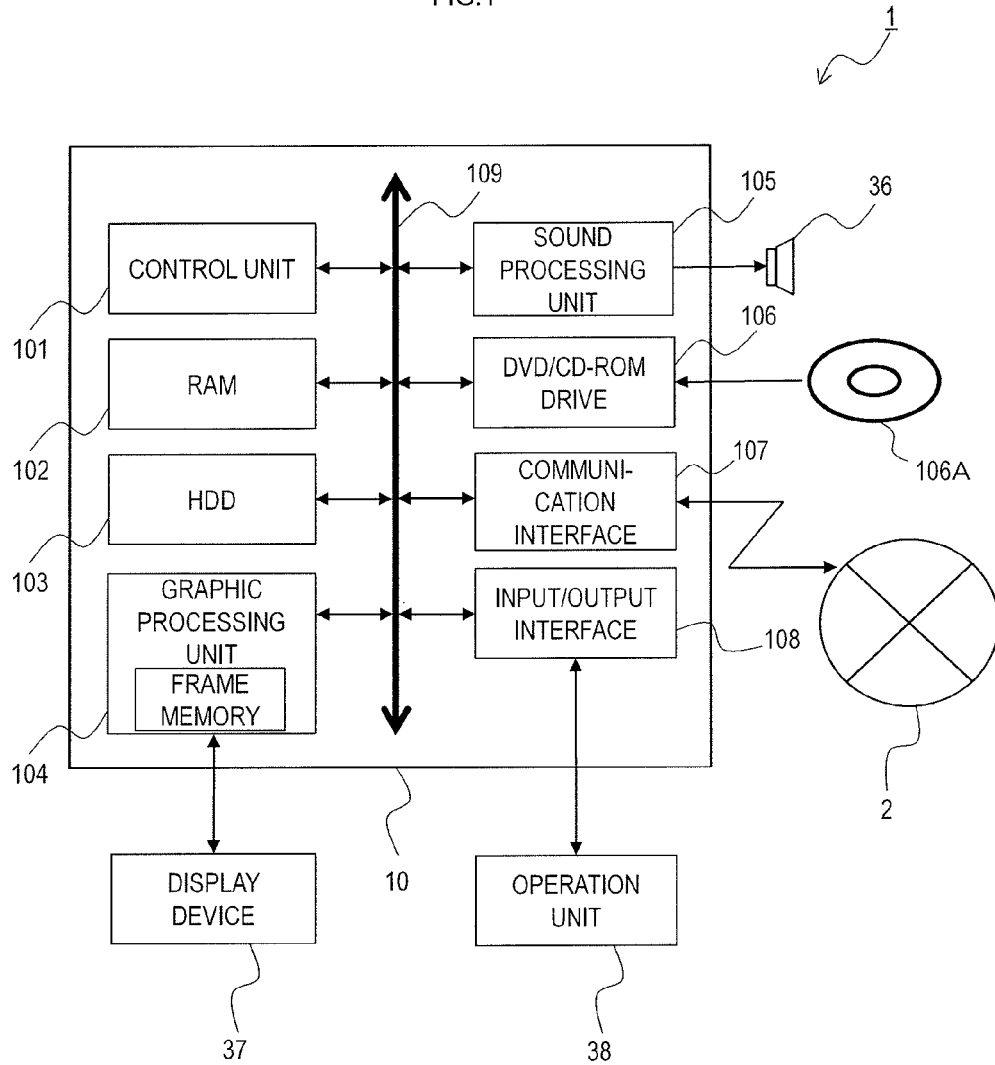 FIG.1
1
109
105
36
CONTROL UNIT
SOUND
PROCESSING
UNIT
101
106
RAM
DVD/CD-ROM
DRIVE
102
106A
107
HDD
COMMUNI-
CATION
INTERFACE
103
GRAPHIC
PROCESSING
UNIT
FRAME
MEMORY
INPUT/OUTPUT
INTERFACE
108
104
2
10
DISPLAY
DEVICE
OPERATION
UNIT
37
38